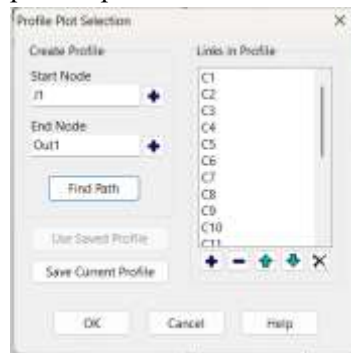 Profile Plot Selection
Create Profile
Start Node
J1
End Node
Out1
Find Path
Use Saved Profile
Save Current Profile
Links in Profile
C1
C2
C3
C4
C5
C6
C7
C8
C9
C10
C11
OK
Cancel
Help